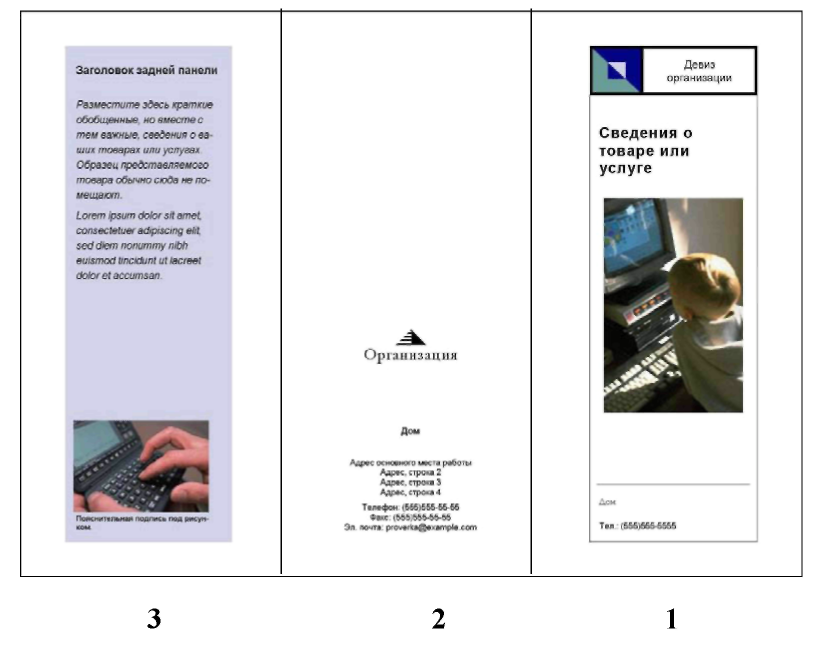 Заголовок задней панели
Разместите здесь краткие
обобщенные, но вместе с
тем важные, сведения о ва-
ших товарах или услугах.
Образец представляемого
товара обычно сюда не по-
мещают.
Lorem ipsum dolor sit amet,
consectetuer adipiscing elit,
sed diem nonummy nibh
euismod tincidunt ut lacreet
dolor et accumsan.
Пояснительная подпись под рисун-
ком.
Организация
Дом
Адрес основного места работы
Адрес, строка 2
Адрес, строка 3
Адрес, строка 4
Телефон: (555)555-55-55
Факс: (555)555-55-55
Эл. почта: proverka@example.com
Девиз
организации
Сведения о
товаре или
услуге
Дом
Тел.: (555)555-5555
3
2
1